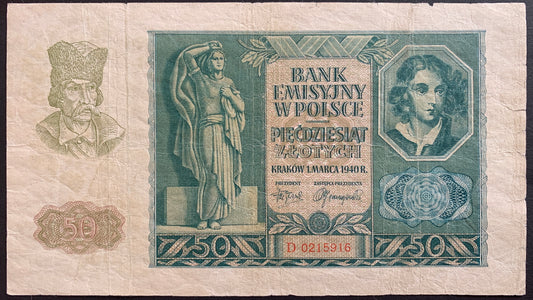 BANK
EMISYJNY
W POLSCE
PIĘĆDZIESIĄT
ZŁOTYCH
KRAKÓW 1. MARCA 1940 R.
PREZYDENT ZASTĘPCA PREZYDENTA
50
50
D 0215916
50